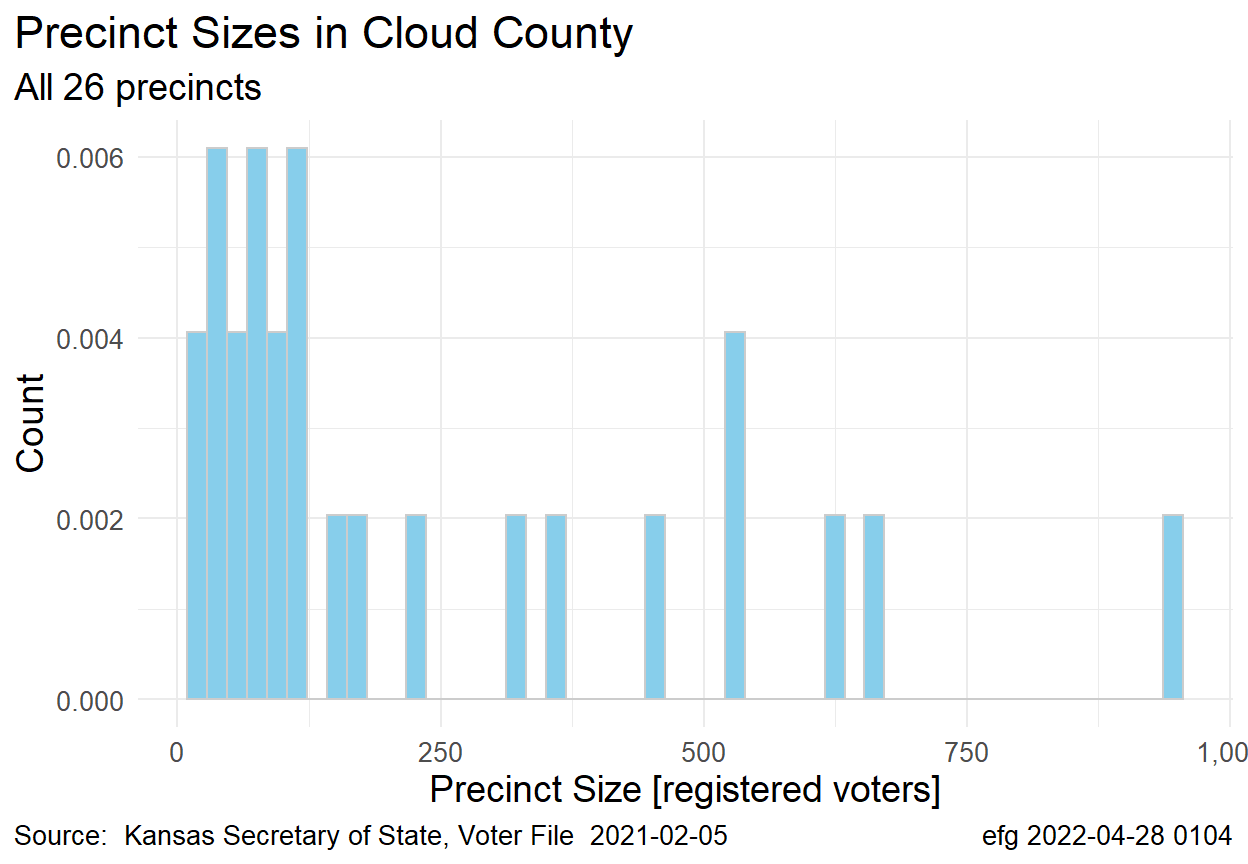 Precinct Sizes in Cloud County
All 26 precincts
0.006
0.004
0.002
0.000
Count
0 250 500 750 1,00
Precinct Size [registered voters]
Source: Kansas Secretary of State, Voter File 2021-02-05 efg 2022-04-28 0104